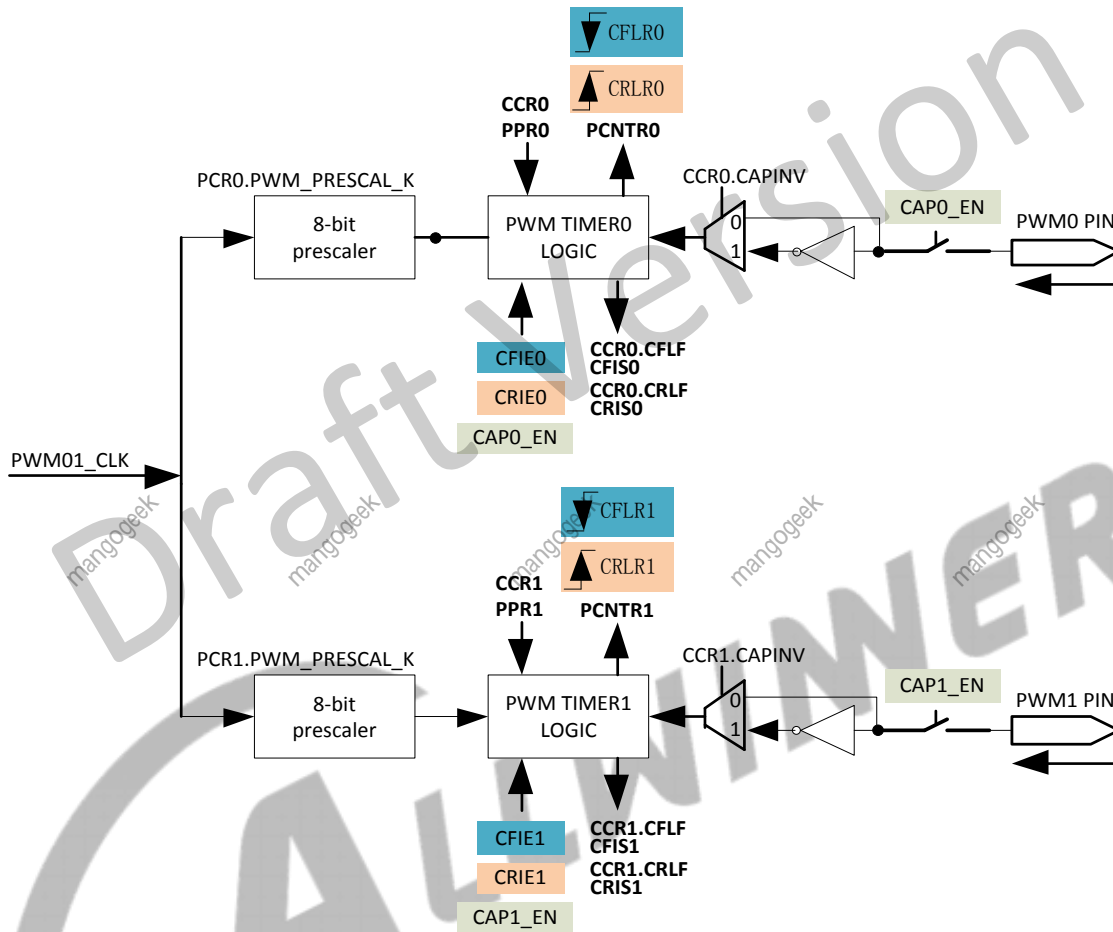 CFLR0
CRLR0
CCR0
PPR0
PCNTR0
PCR0.PWM_PRESCAL_K
CCR0.CAPINV
CAP0_EN
8-bit
prescaler
PWM TIMER0
LOGIC
0
1
PWM0 PIN
CFIE0
CRIE0
CAP0_EN
CCR0.CFLF
CFIS0
CCR0.CRLF
CRIS0
PWM01_CLK
Draft Version
mangogeek
mangogeek
mangogeek
mangogeek
mangogeek
CFLR1
CRLR1
CCR1
PPR1
PCNTR1
PCR1.PWM_PRESCAL_K
CCR1.CAPINV
CAP1_EN
8-bit
prescaler
PWM TIMER1
LOGIC
0
1
PWM1 PIN
CFIE1
CRIE1
CAP1_EN
CCR1.CFLF
CFIS1
CCR1.CRLF
CRIS1
ALLWINNER